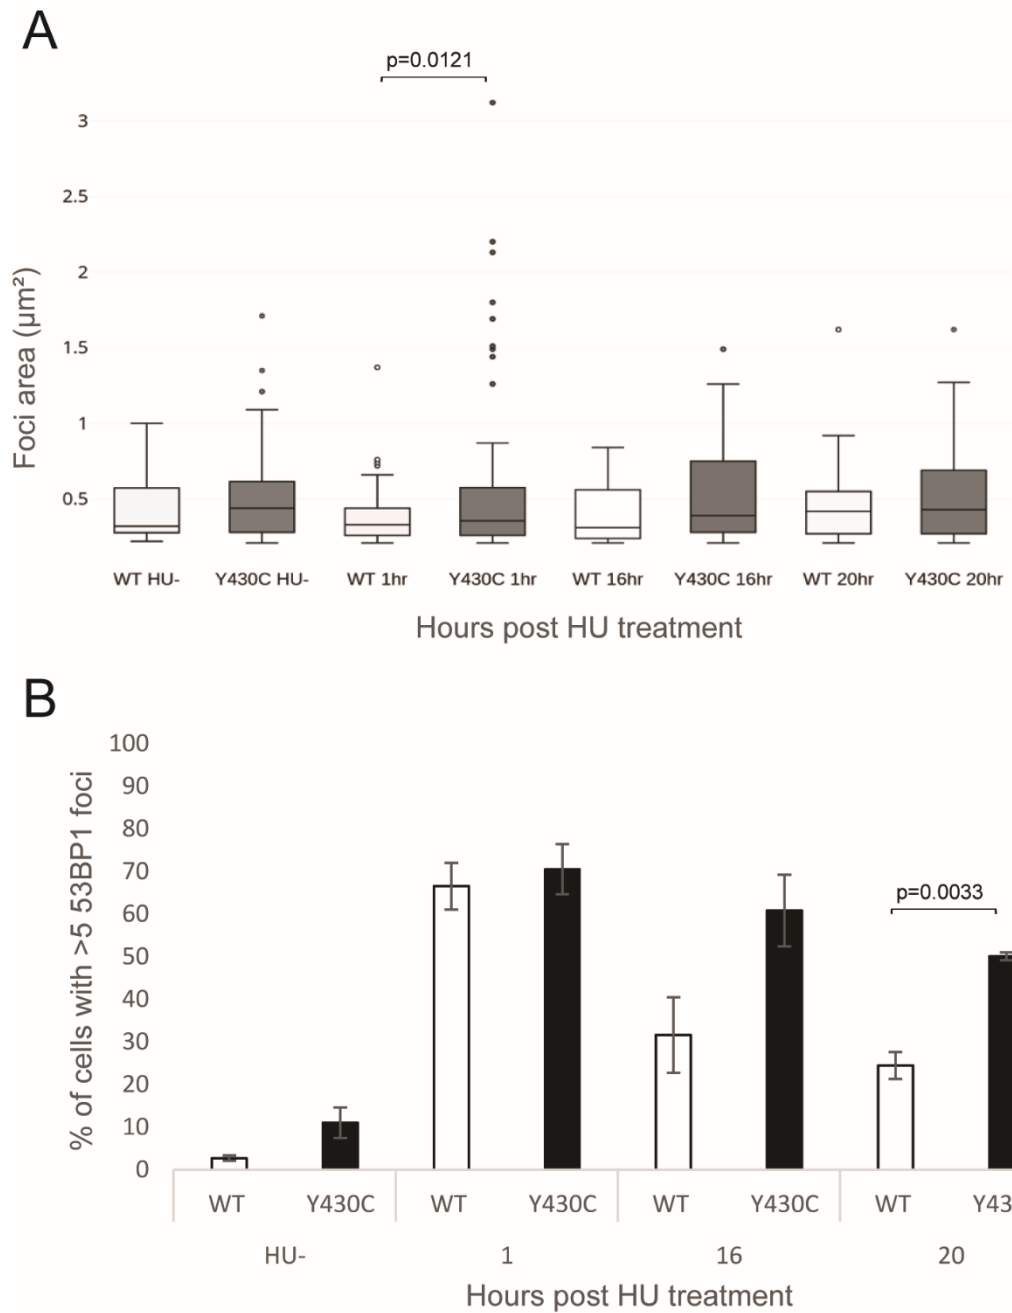 A
p=0.0121
3
2.5
2
1.5
1
0.5
Foci area (µm²)
WT HU- Y430C HU- WT 1hr Y430C 1hr WT 16hr Y430C 16hr WT 20hr Y430C 20hr
Hours post HU treatment
B
100
90
80
70
60
50
40
30
20
10
0
% of cells with >5 53BP1 foci
p=0.0033
WT Y430C WT Y430C WT Y430C WT Y43
HU- 1 16 20
Hours post HU treatment